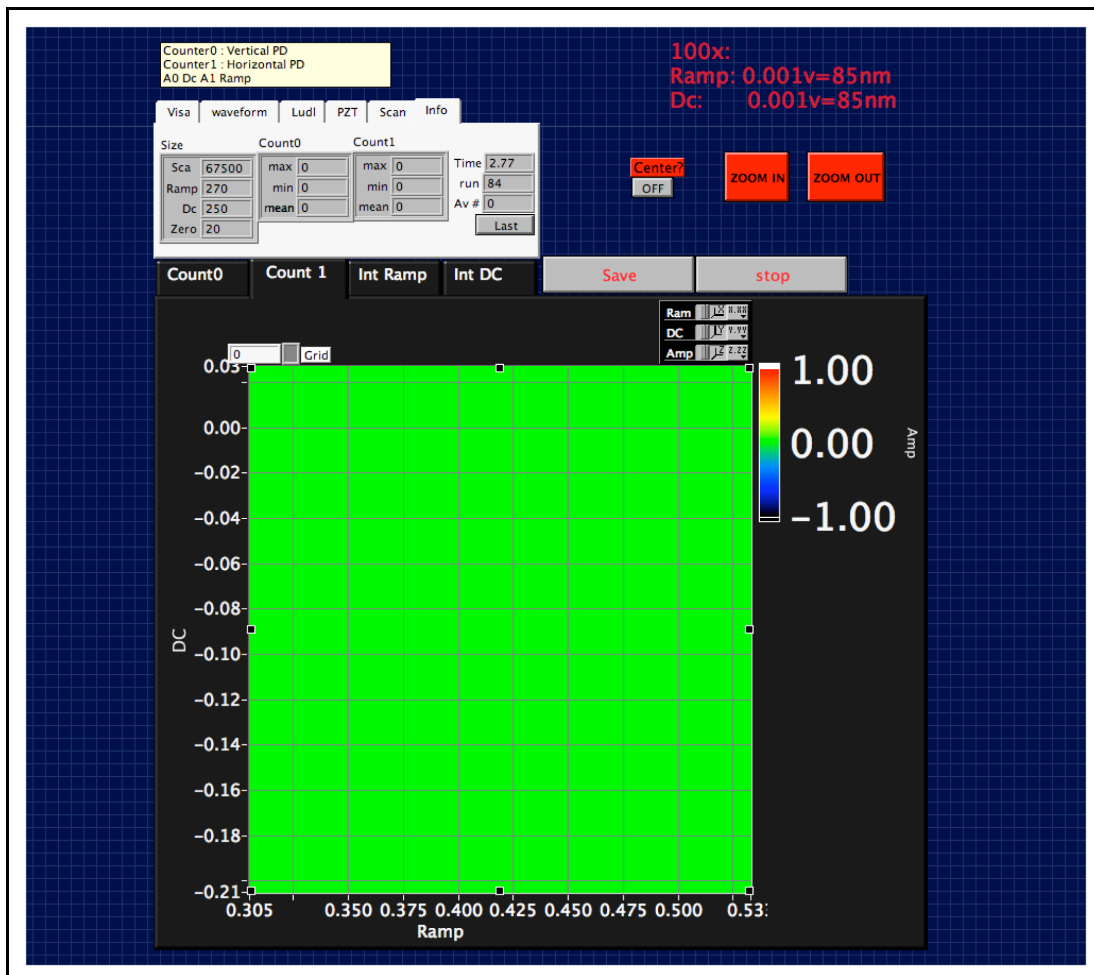 Counter0 : Vertical PD
Counter1 : Horizontal PD
A0 Dc A1 Ramp
100x:
Ramp: 0.001v=85nm
Dc: 0.001v=85nm
Visa waveform Ludl PZT Scan Info
Size Count0 Count1
Sca 67500 max 0 max 0 Time 2.77
Ramp 270 min 0 min 0 run 84
Dc 250 mean 0 mean 0 Av # 0
Zero 20 Last
Center?
OFF
ZOOM IN ZOOM OUT
Count0 Count 1 Int Ramp Int DC Save stop
Ram X X.XX
DC Y Y.YY
Amp Z Z.ZZ
0 Grid
0.03
0.00
−0.02
−0.04
−0.06
−0.08
−0.10
−0.12
−0.14
−0.16
−0.18
−0.21
DC
0.305 0.350 0.375 0.400 0.425 0.450 0.475 0.500 0.53
Ramp
1.00
0.00
−1.00
Amp